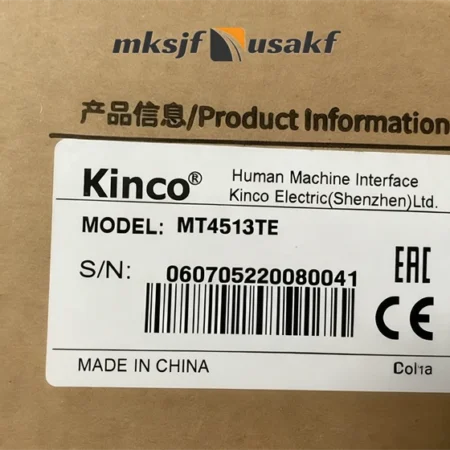 mksjf usakf
产品信息/Product Information
Kinco® Human Machine Interface
Kinco Electric(Shenzhen)Ltd.
MODEL: MT4513TE
S/N: 060705220080041
EAC
CE
MADE IN CHINA